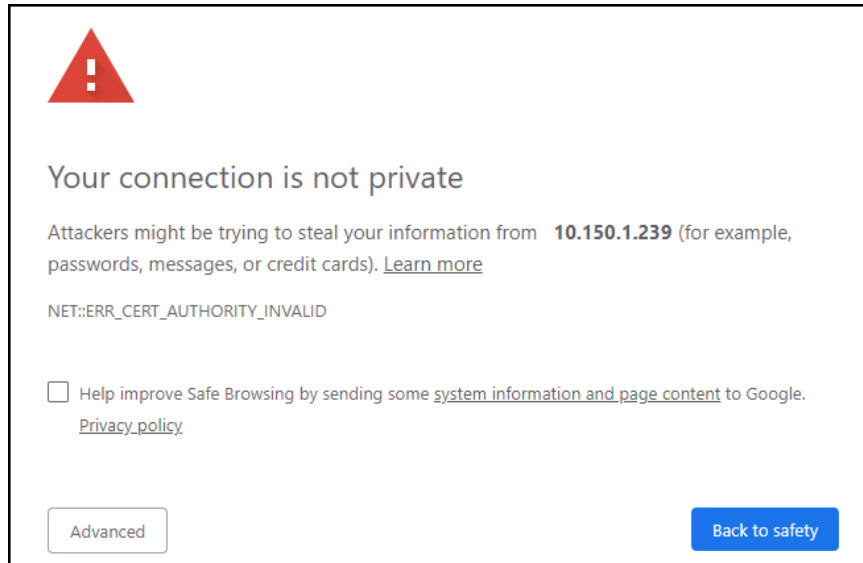 !
Your connection is not private
Attackers might be trying to steal your information from 10.150.1.239 (for example,
passwords, messages, or credit cards). Learn more
NET::ERR_CERT_AUTHORITY_INVALID
Help improve Safe Browsing by sending some system information and page content to Google.
Privacy policy
Advanced
Back to safety